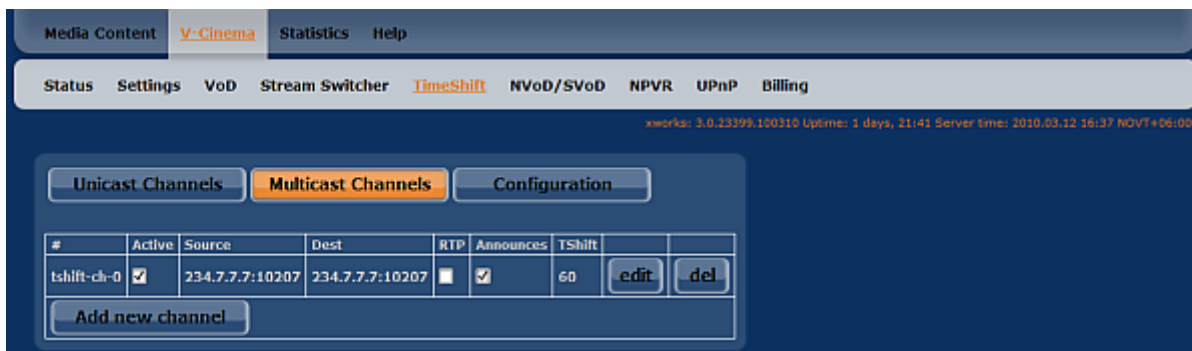 Media Content V-Cinema Statistics Help
Status Settings VoD Stream Switcher TimeShift NVoD/SVoD NPVR UPnP Billing
xworks: 3.0.23399.100310 Uptime: 1 days, 21:41 Server time: 2010.03.12 16:37 NOVT+06:00
Unicast Channels Multicast Channels Configuration
# Active Source Dest RTP Announces TShift
tshift-ch-0 234.7.7.7:10207 234.7.7.7:10207 60 edit del
Add new channel